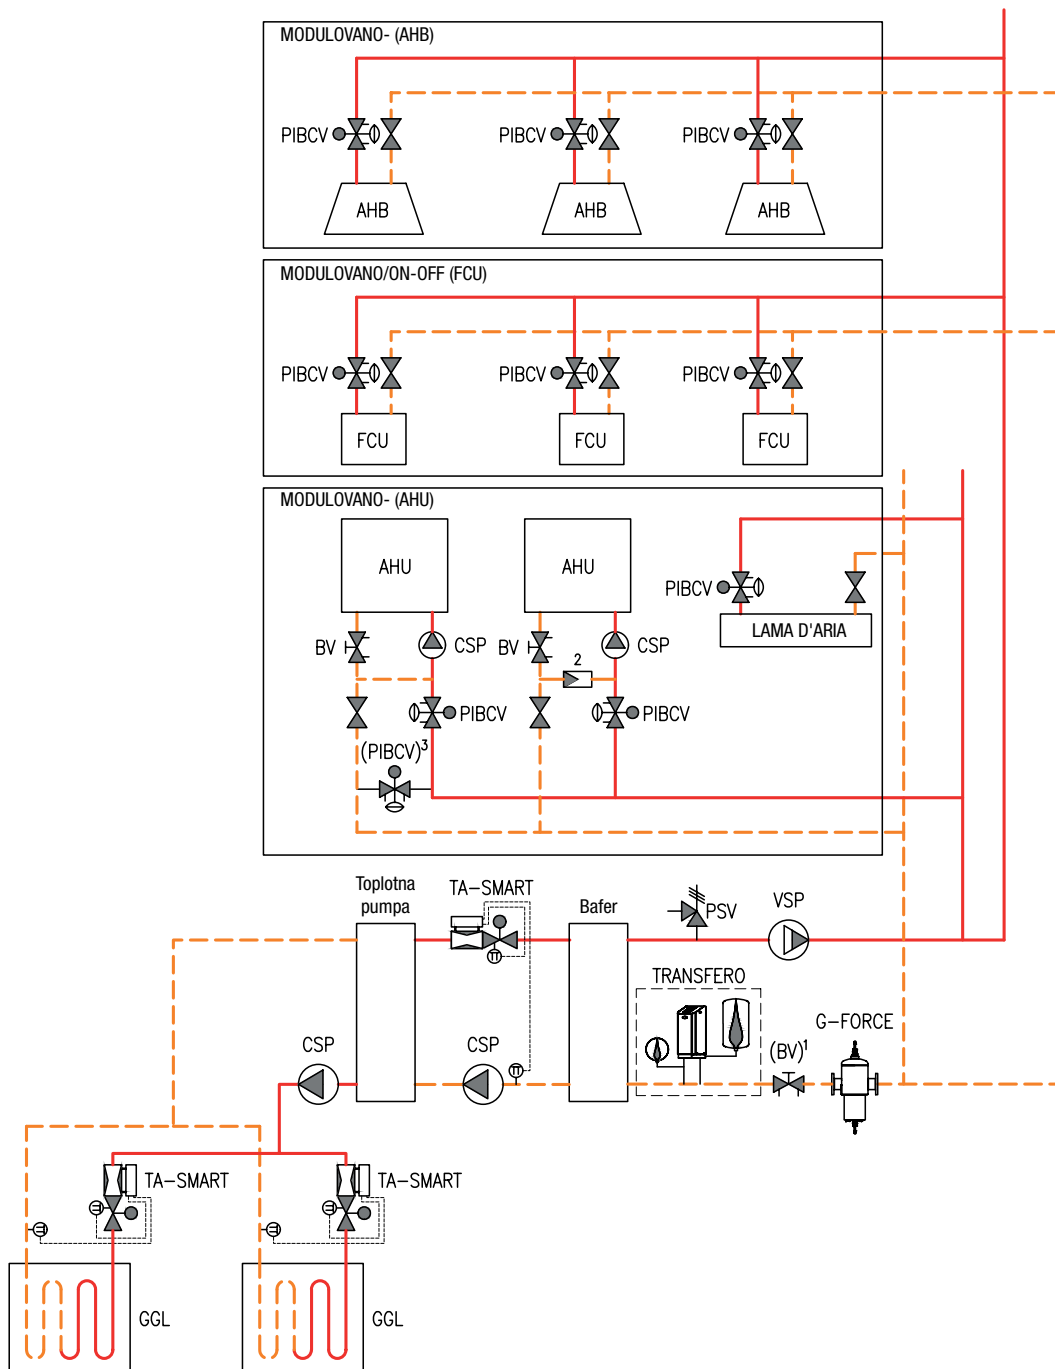 MODULOVANO- (AHB)
PIBCV
PIBCV
PIBCV
AHB
AHB
AHB
MODULOVANO/ON-OFF (FCU)
PIBCV
PIBCV
PIBCV
FCU
FCU
FCU
MODULOVANO- (AHU)
AHU
AHU
PIBCV
LAMA D'ARIA
BV
CSP
BV
CSP
2
PIBCV
PIBCV
(PIBCV)³
Toplotna
pumpa
TA-SMART
Bafer
PSV
VSP
TRANSFERO
G-FORCE
CSP
CSP
(BV)¹
TA-SMART
TA-SMART
GGL
GGL